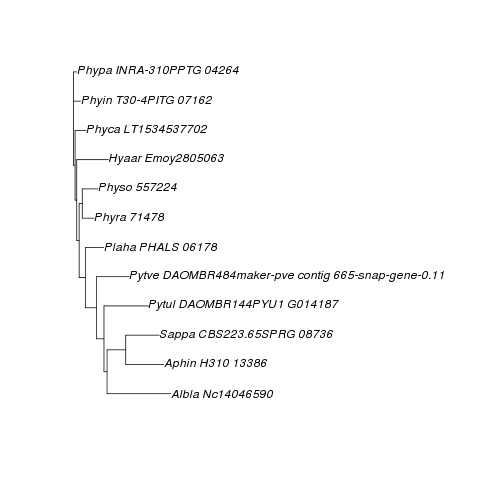 Phypa INRA-310PPTG 04264
Phyin T30-4PITG 07162
Phyca LT1534537702
Hyaar Emoy2805063
Physo 557224
Phyra 71478
Plaha PHALS 06178
Pytve DAOMBR484maker-pve contig 665-snap-gene-0.11
Pytul DAOMBR144PYU1 G014187
Sappa CBS223.65SPRG 08736
Aphin H310 13386
Albla Nc14046590